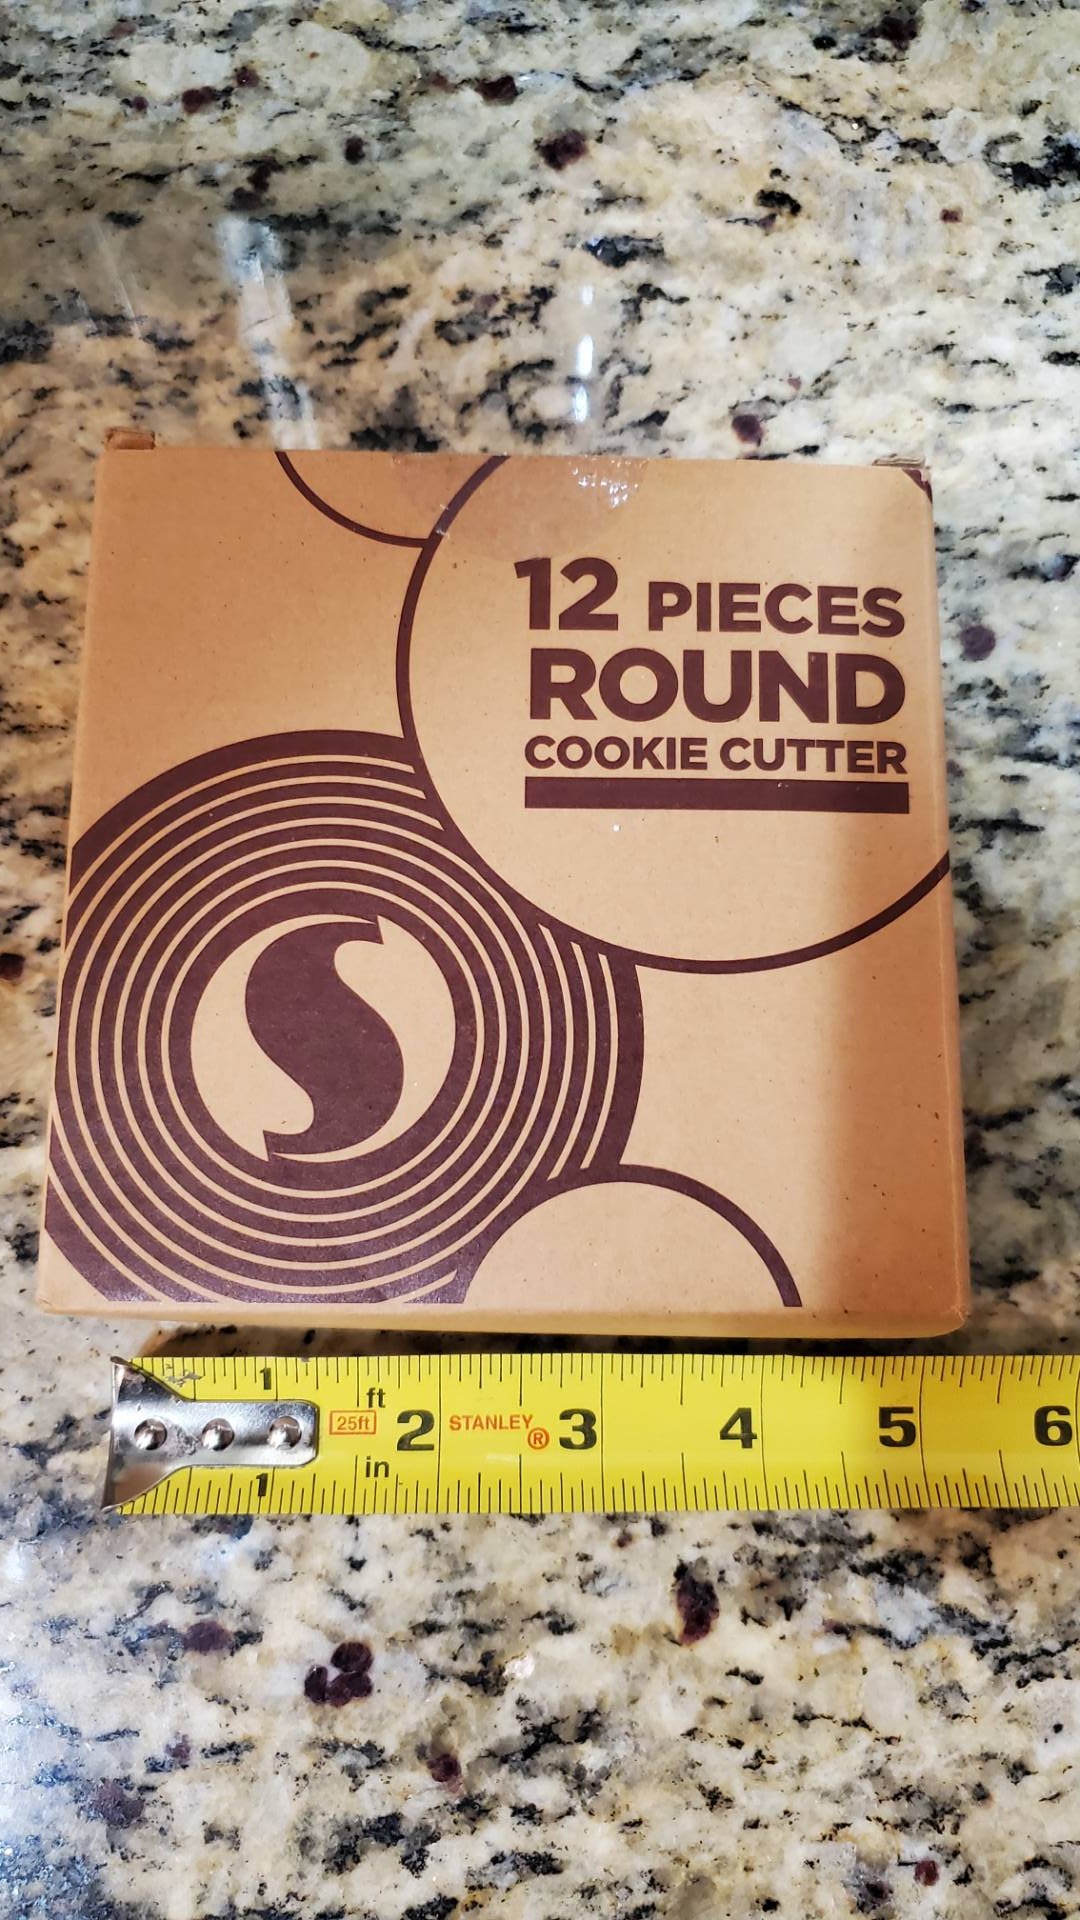 12 PIECES
ROUND
COOKIE CUTTER
S
1 ft
25ft 2 STANLEY® 3 4 5 6
1 in